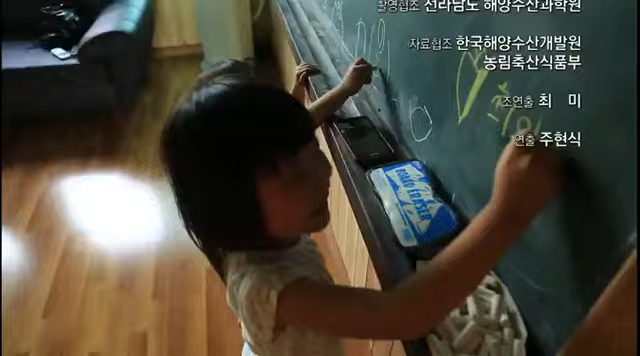 촬영협조 전라남도 해양수산과학원
자료협조 한국해양수산개발원
농림축산식품부
조연출 최 미
연출 주현식
ERASER